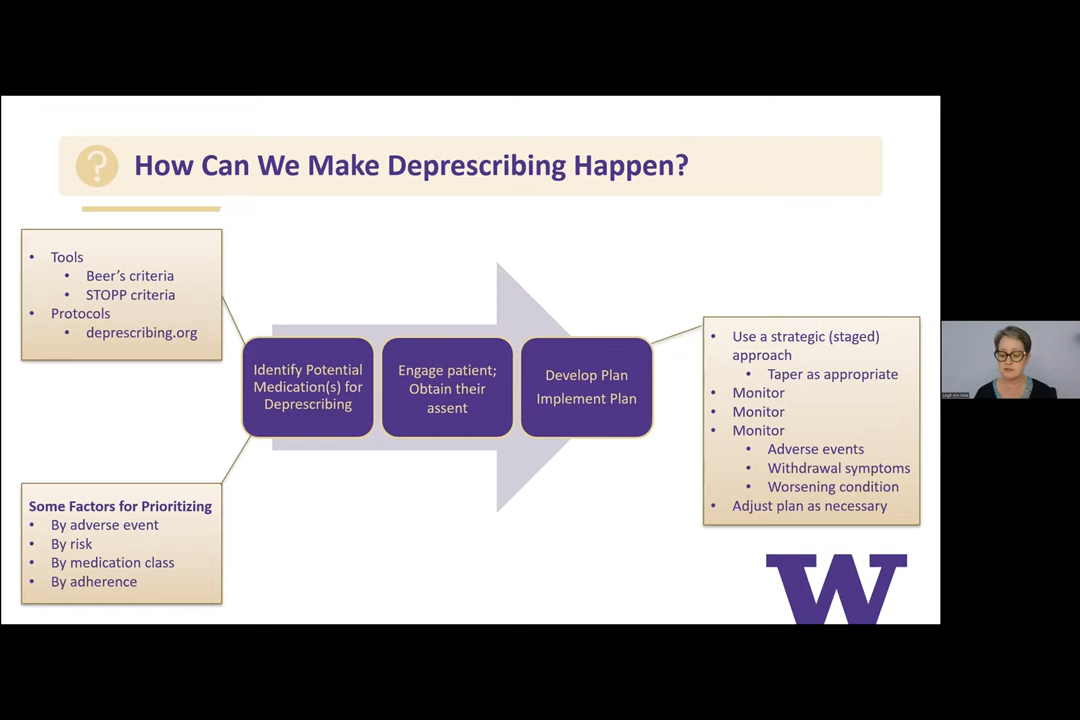 ?
How Can We Make Deprescribing Happen?
• Tools
• Beer's criteria
• STOPP criteria
• Protocols
• deprescribing.org
Some Factors for Prioritizing
• By adverse event
• By risk
• By medication class
• By adherence
Identify Potential
Medication(s) for
Deprescribing
Engage patient;
Obtain their
assent
Develop Plan
Implement Plan
• Use a strategic (staged)
approach
• Taper as appropriate
• Monitor
• Monitor
• Monitor
• Adverse events
• Withdrawal symptoms
• Worsening condition
• Adjust plan as necessary
W
Leigh Ann